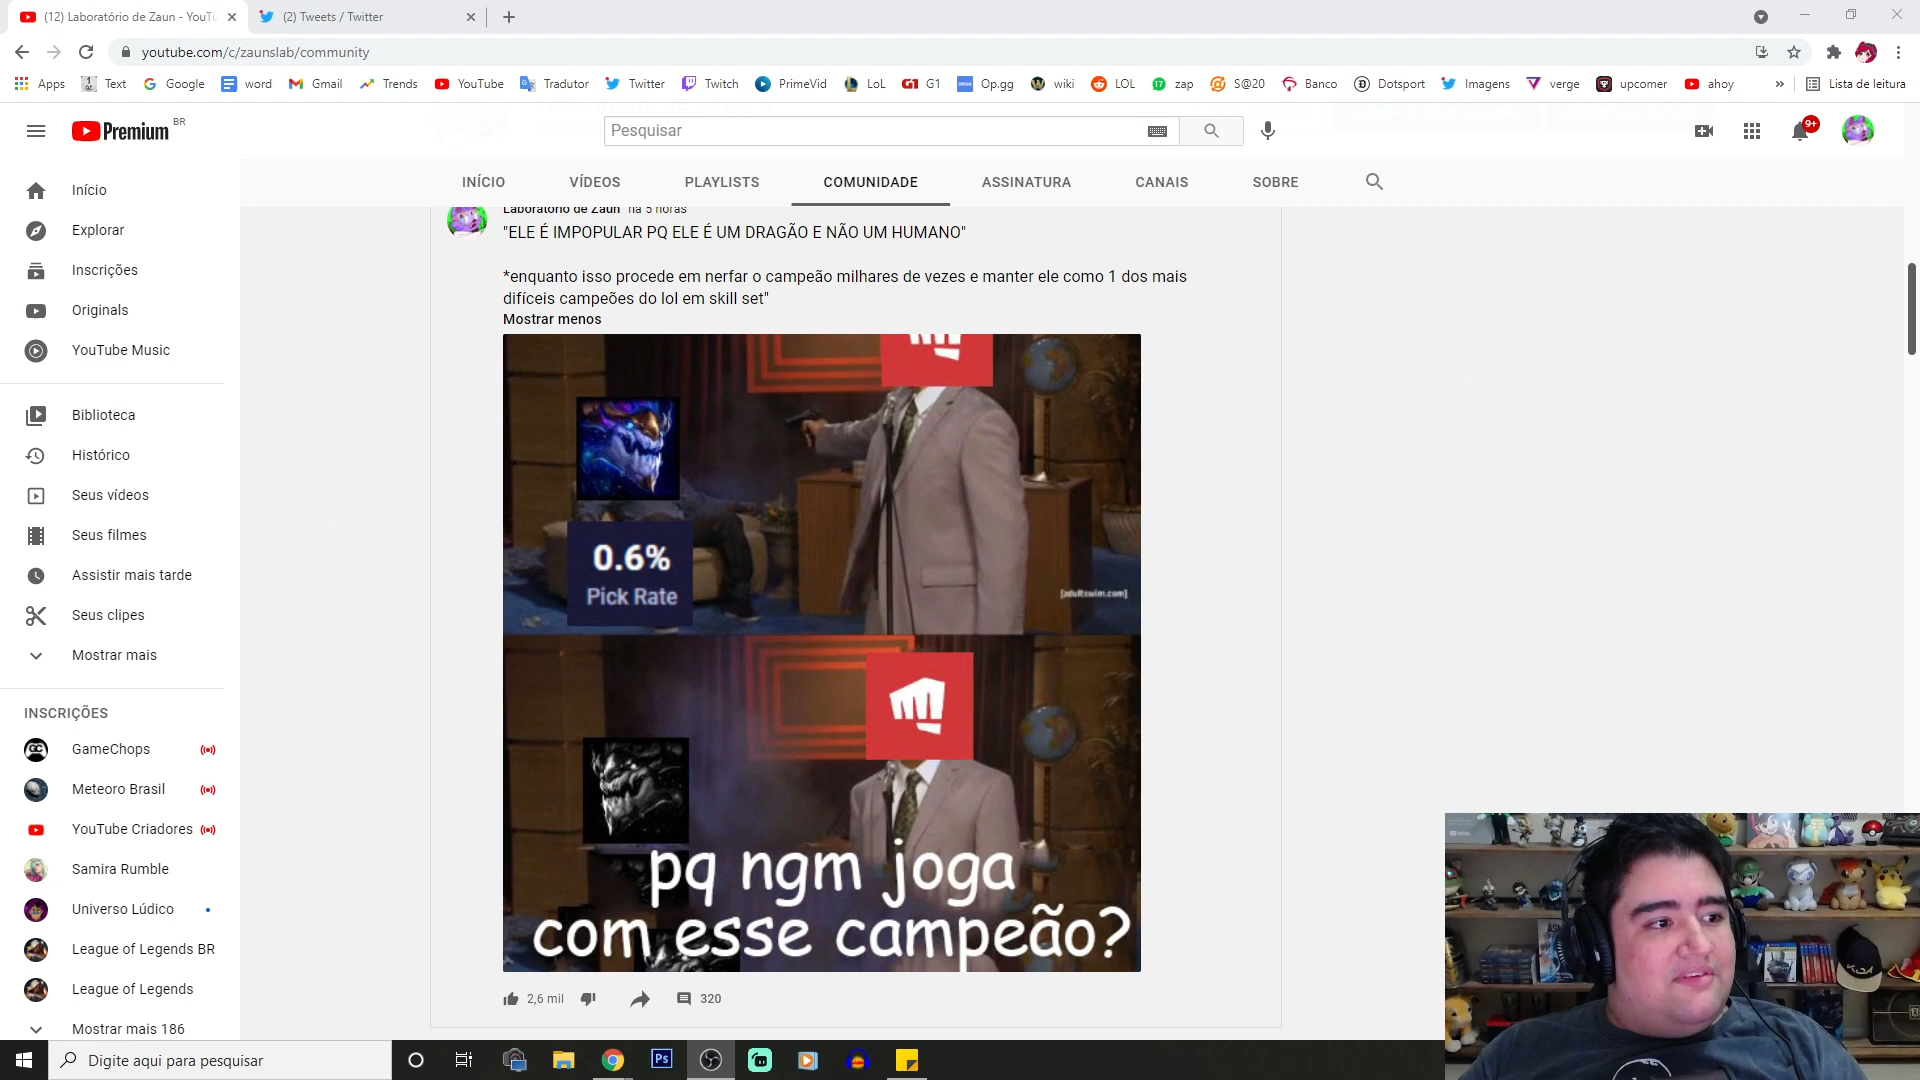 (12) Laboratório de Zaun - YouTu
(2) Tweets / Twitter
youtube.com/c/zaunslab/community
Apps Text Google word Gmail Trends YouTube Tradutor Twitter Twitch PrimeVid LoL G1 Op.gg wiki LOL zap S@20 Banco Dotsport Imagens verge upcomer ahoy » Lista de leitura
Premium BR
Pesquisar
9+
INÍCIO VÍDEOS PLAYLISTS COMUNIDADE ASSINATURA CANAIS SOBRE
Início
Explorar
Inscrições
Originals
YouTube Music
Biblioteca
Histórico
Seus vídeos
Seus filmes
Assistir mais tarde
Seus clipes
Mostrar mais
INSCRIÇÕES
GameChops
Meteoro Brasil
YouTube Criadores
Samira Rumble
Universo Lúdico
League of Legends BR
League of Legends
Mostrar mais 186
Laboratório de Zaun há 5 horas
"ELE É IMPOPULAR PQ ELE É UM DRAGÃO E NÃO UM HUMANO"
*enquanto isso procede em nerfar o campeão milhares de vezes e manter ele como 1 dos mais
difíceis campeões do lol em skill set"
Mostrar menos
0.6%
Pick Rate
[adultswim.com]
pq ngm joga
com esse campeão?
2,6 mil 320
Digite aqui para pesquisar
Ps